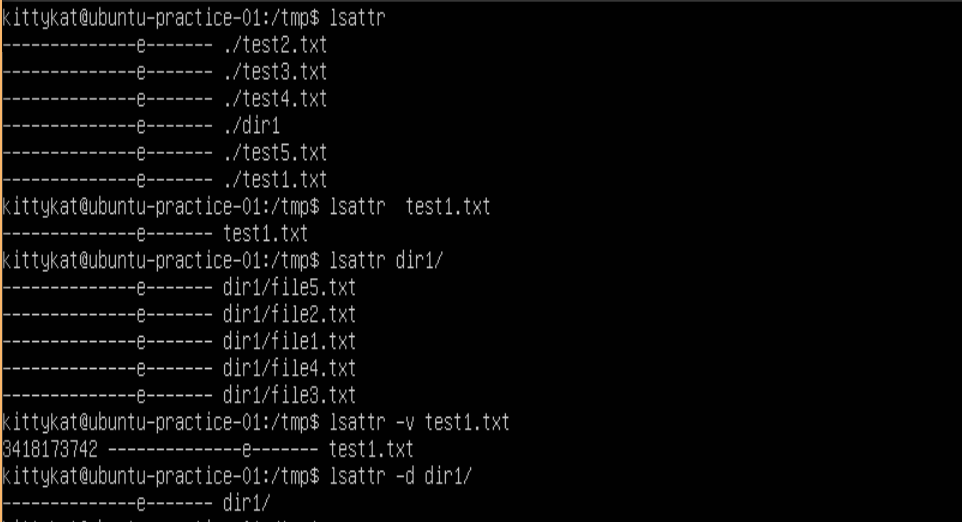 kittykat@ubuntu-practice-01:/tmp$ lsattr
--------------e------- ./test2.txt
--------------e------- ./test3.txt
--------------e------- ./test4.txt
--------------e------- ./dir1
--------------e------- ./test5.txt
--------------e------- ./test1.txt
kittykat@ubuntu-practice-01:/tmp$ lsattr  test1.txt
--------------e------- test1.txt
kittykat@ubuntu-practice-01:/tmp$ lsattr dir1/
--------------e------- dir1/file5.txt
--------------e------- dir1/file2.txt
--------------e------- dir1/file1.txt
--------------e------- dir1/file4.txt
--------------e------- dir1/file3.txt
kittykat@ubuntu-practice-01:/tmp$ lsattr -v test1.txt
3418173742 --------------e------- test1.txt
kittykat@ubuntu-practice-01:/tmp$ lsattr -d dir1/
--------------e------- dir1/